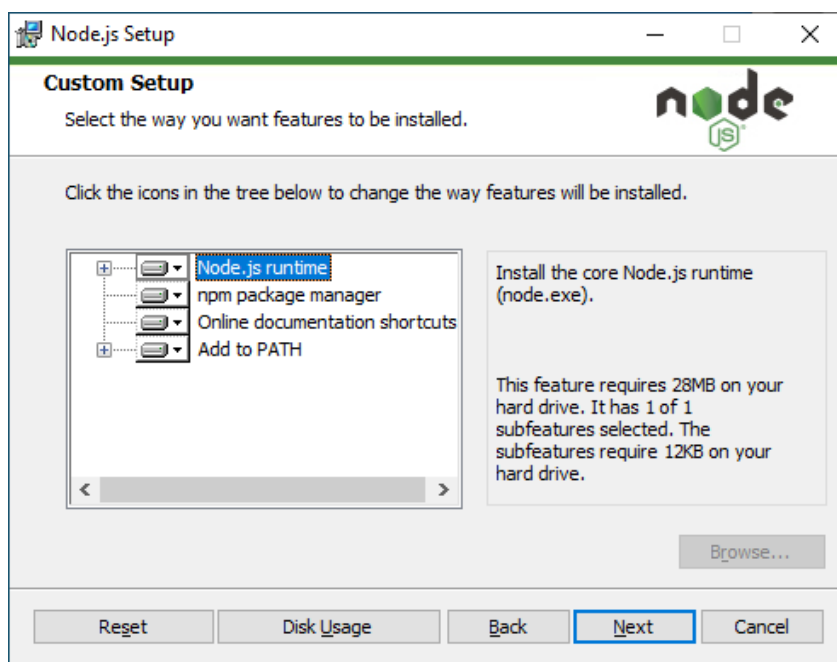 Node.js Setup
Custom Setup
Select the way you want features to be installed.
node
JS
Click the icons in the tree below to change the way features will be installed.
Node.js runtime
npm package manager
Online documentation shortcuts
Add to PATH
Install the core Node.js runtime
(node.exe).
This feature requires 28MB on your
hard drive. It has 1 of 1
subfeatures selected. The
subfeatures require 12KB on your
hard drive.
Browse...
Reset
Disk Usage
Back
Next
Cancel